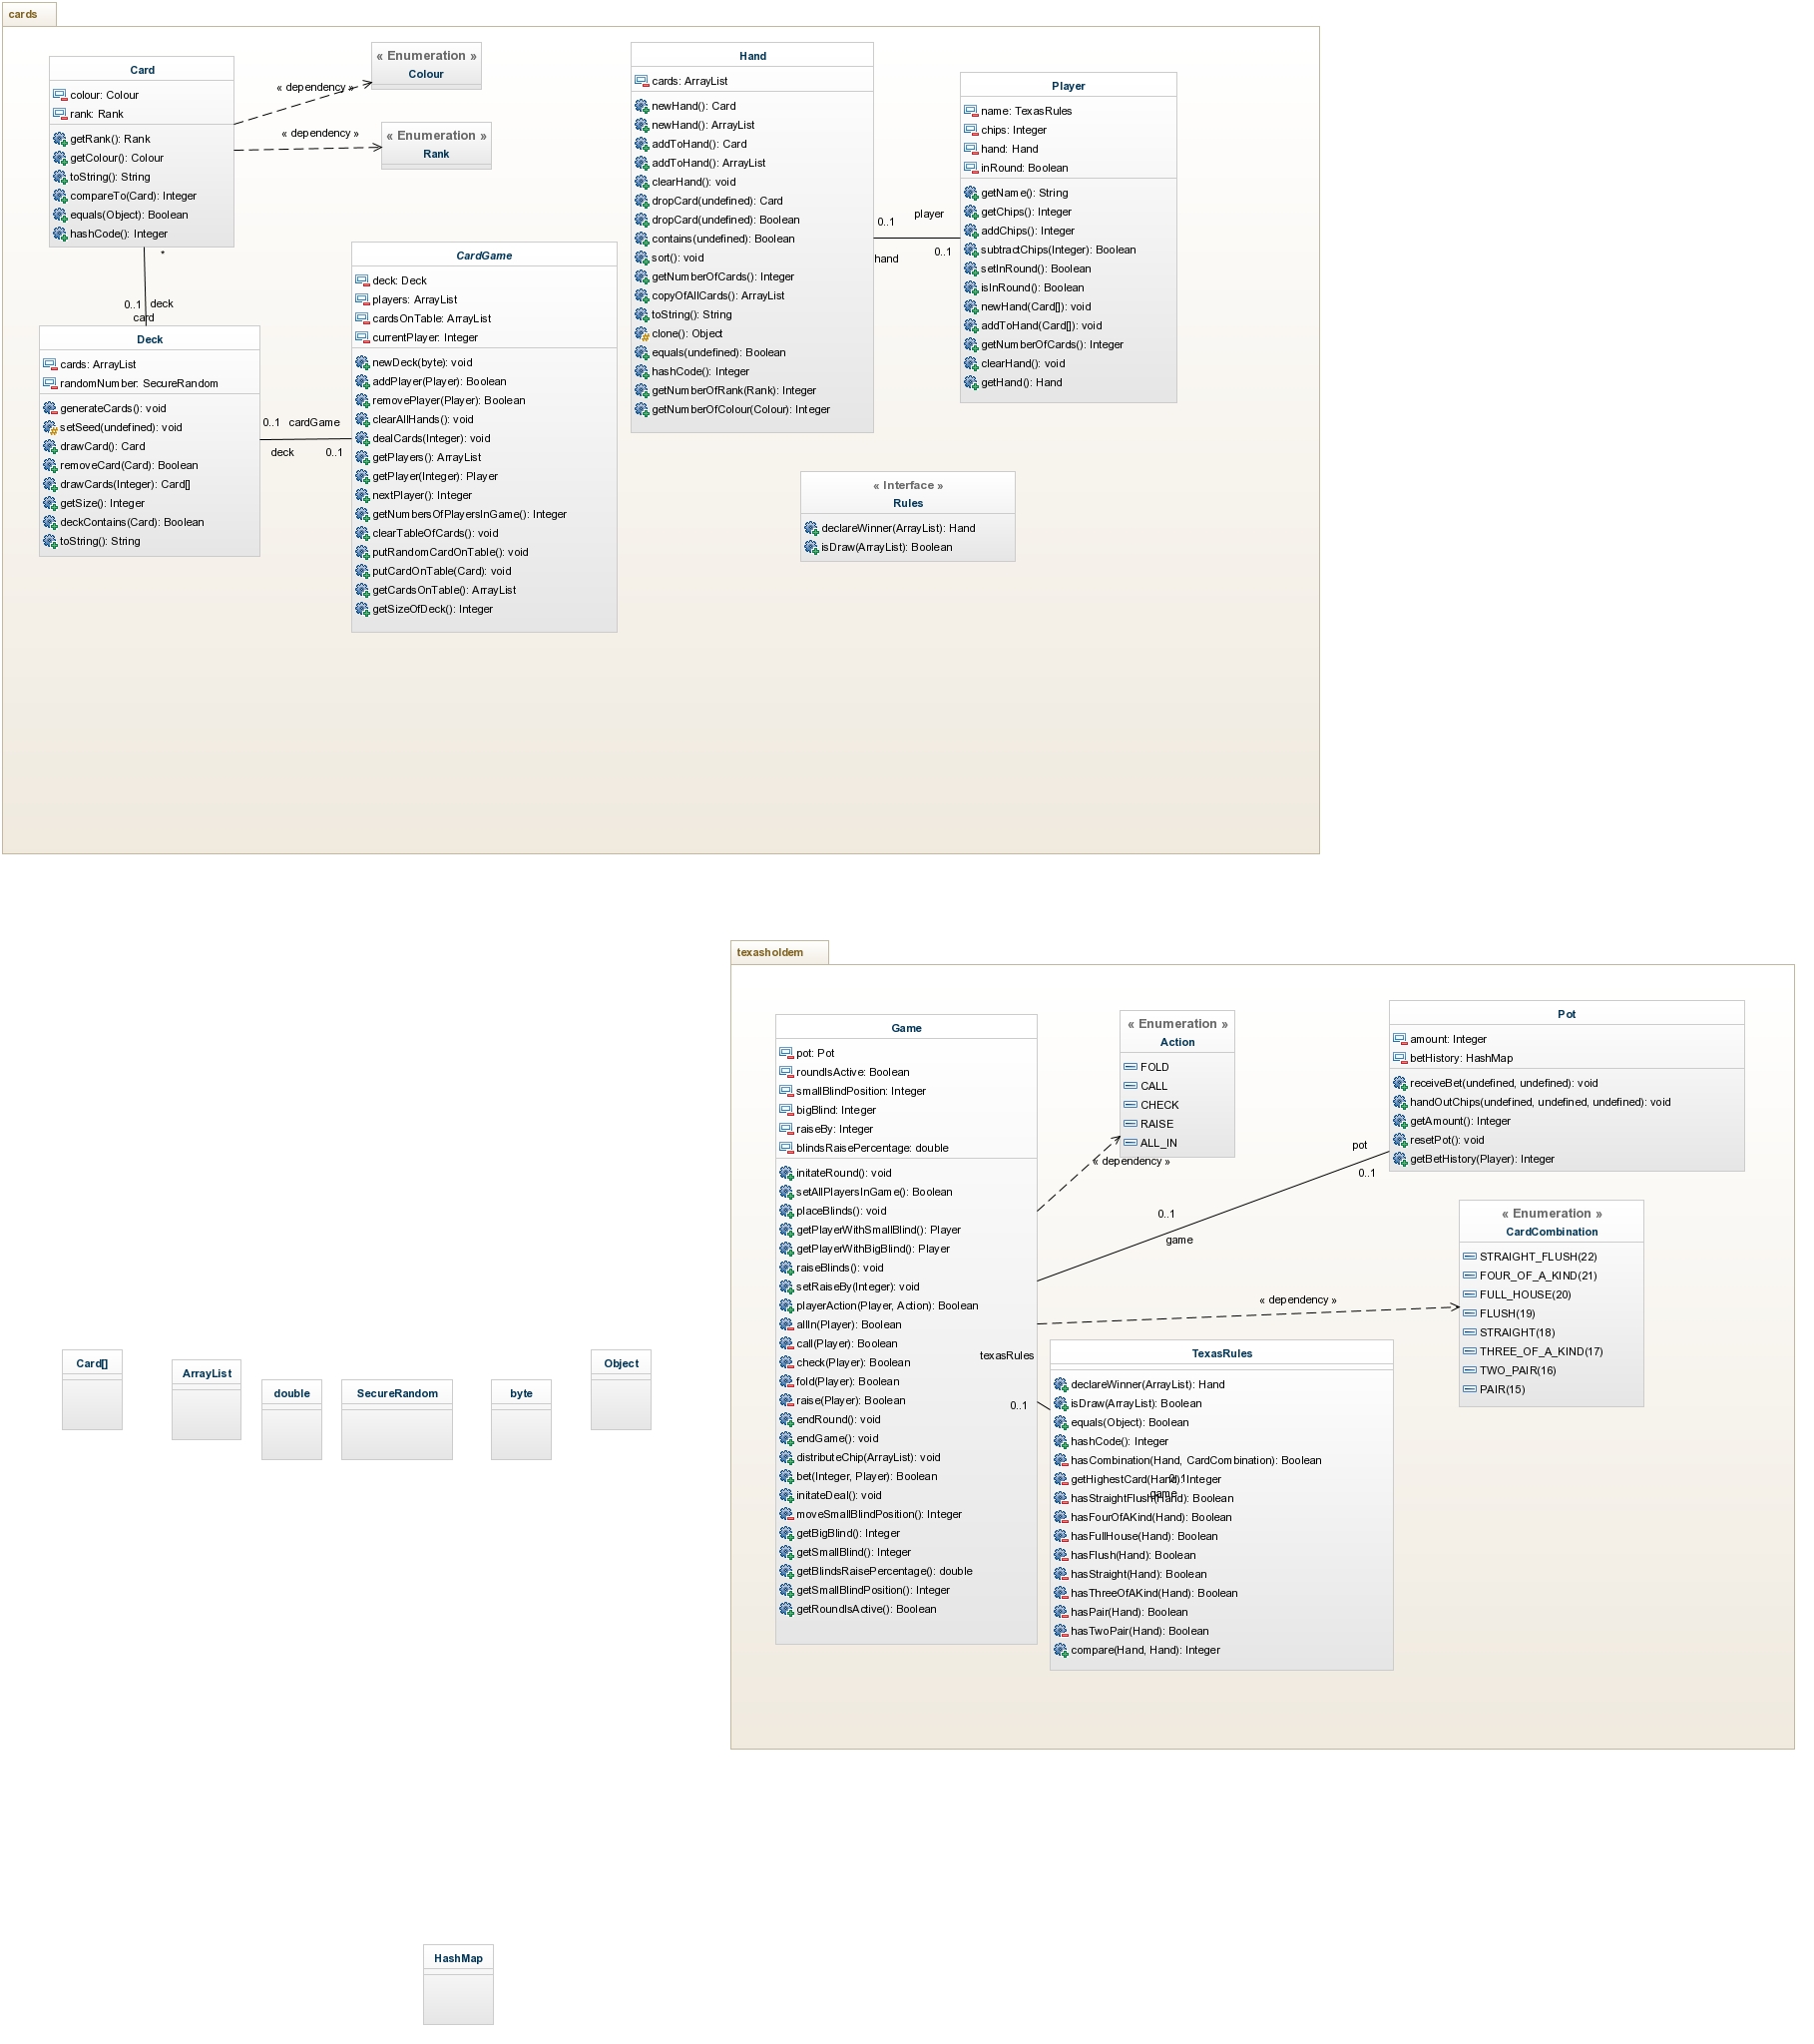 cards
Card
colour: Colour
rank: Rank
getRank(): Rank
getColour(): Colour
toString(): String
compareTo(Card): Integer
equals(Object): Boolean
hashCode(): Integer
« dependency »
« Enumeration »
Colour
« dependency »
« Enumeration »
Rank
*
0..1 deck
card
Deck
cards: ArrayList
randomNumber: SecureRandom
generateCards(): void
setSeed(undefined): void
drawCard(): Card
removeCard(Card): Boolean
drawCards(Integer): Card[]
getSize(): Integer
deckContains(Card): Boolean
toString(): String
0..1 cardGame
deck 0..1
CardGame
deck: Deck
players: ArrayList
cardsOnTable: ArrayList
currentPlayer: Integer
newDeck(byte): void
addPlayer(Player): Boolean
removePlayer(Player): Boolean
clearAllHands(): void
dealCards(Integer): void
getPlayers(): ArrayList
getPlayer(Integer): Player
nextPlayer(): Integer
getNumbersOfPlayersInGame(): Integer
clearTableOfCards(): void
putRandomCardOnTable(): void
putCardOnTable(Card): void
getCardsOnTable(): ArrayList
getSizeOfDeck(): Integer
Hand
cards: ArrayList
newHand(): Card
newHand(): ArrayList
addToHand(): Card
addToHand(): ArrayList
clearHand(): void
dropCard(undefined): Card
dropCard(undefined): Boolean
contains(undefined): Boolean
sort(): void
getNumberOfCards(): Integer
copyOfAllCards(): ArrayList
toString(): String
clone(): Object
equals(undefined): Boolean
hashCode(): Integer
getNumberOfRank(Rank): Integer
getNumberOfColour(Colour): Integer
0..1 player
hand 0..1
Player
name: TexasRules
chips: Integer
hand: Hand
inRound: Boolean
getName(): String
getChips(): Integer
addChips(): Integer
subtractChips(Integer): Boolean
setInRound(): Boolean
isInRound(): Boolean
newHand(Card[]): void
addToHand(Card[]): void
getNumberOfCards(): Integer
clearHand(): void
getHand(): Hand
« Interface »
Rules
declareWinner(ArrayList): Hand
isDraw(ArrayList): Boolean
texasholdem
Game
pot: Pot
roundIsActive: Boolean
smallBlindPosition: Integer
bigBlind: Integer
raiseBy: Integer
blindsRaisePercentage: double
initateRound(): void
setAllPlayersInGame(): Boolean
placeBlinds(): void
getPlayerWithSmallBlind(): Player
getPlayerWithBigBlind(): Player
raiseBlinds(): void
setRaiseBy(Integer): void
playerAction(Player, Action): Boolean
allIn(Player): Boolean
call(Player): Boolean
check(Player): Boolean
fold(Player): Boolean
raise(Player): Boolean
endRound(): void
endGame(): void
distributeChip(ArrayList): void
bet(Integer, Player): Boolean
initateDeal(): void
moveSmallBlindPosition(): Integer
getBigBlind(): Integer
getSmallBlind(): Integer
getBlindsRaisePercentage(): double
getSmallBlindPosition(): Integer
getRoundIsActive(): Boolean
« Enumeration »
Action
FOLD
CALL
CHECK
RAISE
ALL_IN
« dependency »
Pot
amount: Integer
betHistory: HashMap
receiveBet(undefined, undefined): void
handOutChips(undefined, undefined, undefined): void
getAmount(): Integer
resetPot(): void
getBetHistory(Player): Integer
pot
0..1
0..1
game
« Enumeration »
CardCombination
STRAIGHT_FLUSH(22)
FOUR_OF_A_KIND(21)
FULL_HOUSE(20)
FLUSH(19)
STRAIGHT(18)
THREE_OF_A_KIND(17)
TWO_PAIR(16)
PAIR(15)
« dependency »
texasRules
0..1
TexasRules
declareWinner(ArrayList): Hand
isDraw(ArrayList): Boolean
equals(Object): Boolean
hashCode(): Integer
hasCombination(Hand, CardCombination): Boolean
getHighestCard(Hand): Integer
0..1
game
hasStraightFlush(Hand): Boolean
hasFourOfAKind(Hand): Boolean
hasFullHouse(Hand): Boolean
hasFlush(Hand): Boolean
hasStraight(Hand): Boolean
hasThreeOfAKind(Hand): Boolean
hasPair(Hand): Boolean
hasTwoPair(Hand): Boolean
compare(Hand, Hand): Integer
Card[]
ArrayList
double
SecureRandom
byte
Object
HashMap